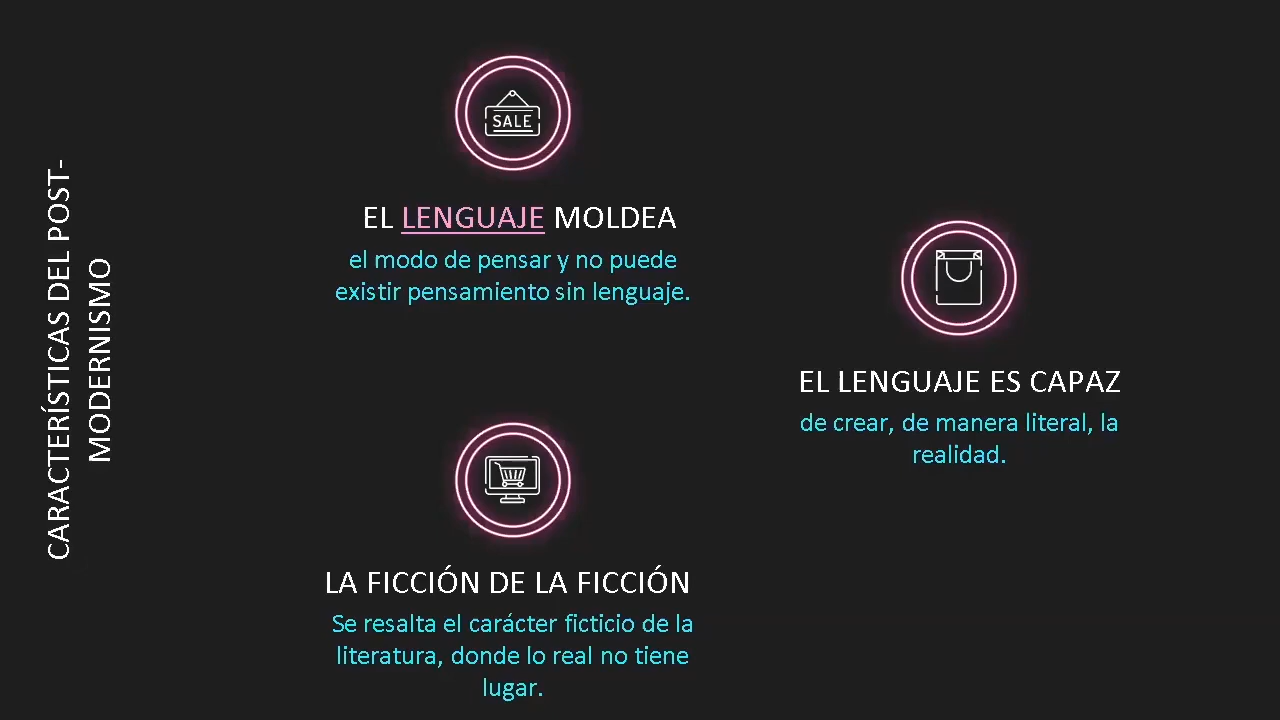 CARACTERÍSTICAS DEL POST-
MODERNISMO
SALE
EL LENGUAJE MOLDEA
el modo de pensar y no puede
existir pensamiento sin lenguaje.
EL LENGUAJE ES CAPAZ
de crear, de manera literal, la
realidad.
LA FICCIÓN DE LA FICCIÓN
Se resalta el carácter ficticio de la
literatura, donde lo real no tiene
lugar.